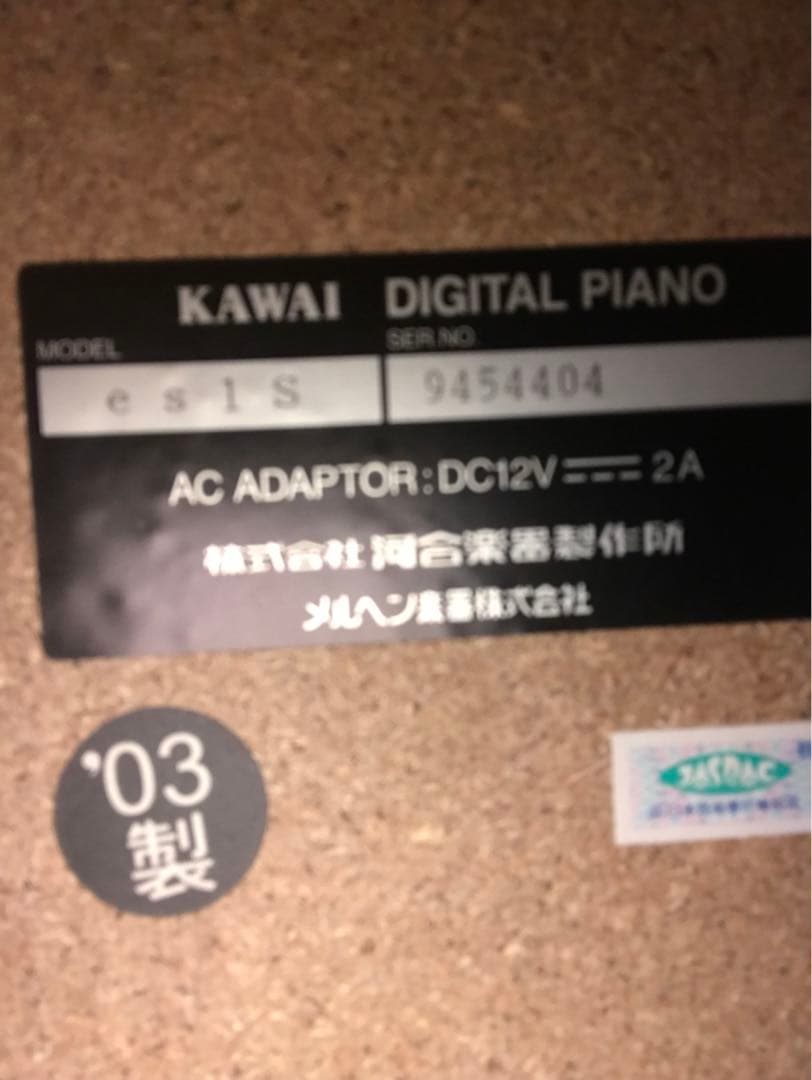 KAWAI DIGITAL PIANO
MODEL SER.NO.
es1S 9454404
AC ADAPTOR:DC12V⎓2A
株式会社河合楽器製作所
メルヘン楽器株式会社
'03
製
JASRAC